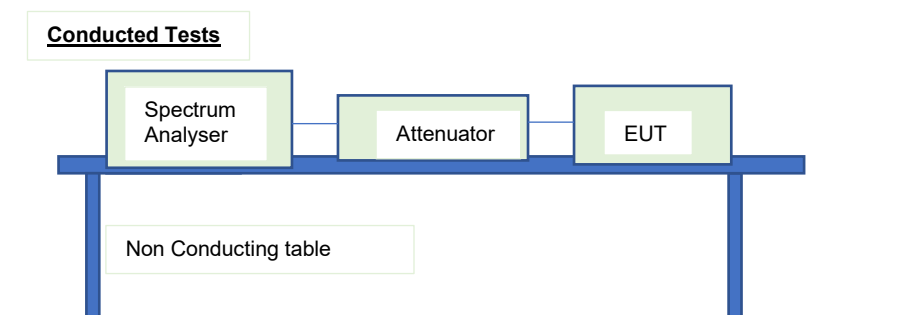 Conducted Tests
Spectrum
Analyser
Attenuator
EUT
Non Conducting table